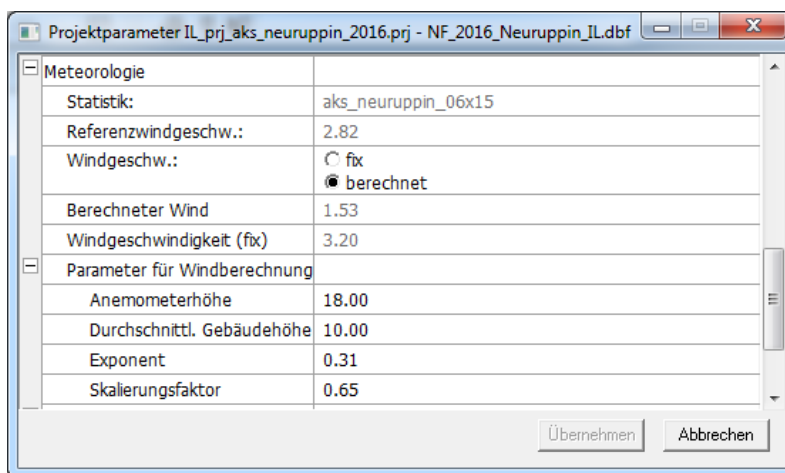 Projektparameter IL_prj_aks_neuruppin_2016.prj - NF_2016_Neuruppin_IL.dbf
Meteorologie
Statistik: aks_neuruppin_06x15
Referenzwindgeschw.: 2.82
Windgeschw.: fix
berechnet
Berechneter Wind 1.53
Windgeschwindigkeit (fix) 3.20
Parameter für Windberechnung
Anemometerhöhe 18.00
Durchschnittl. Gebäudehöhe 10.00
Exponent 0.31
Skalierungsfaktor 0.65
Übernehmen Abbrechen